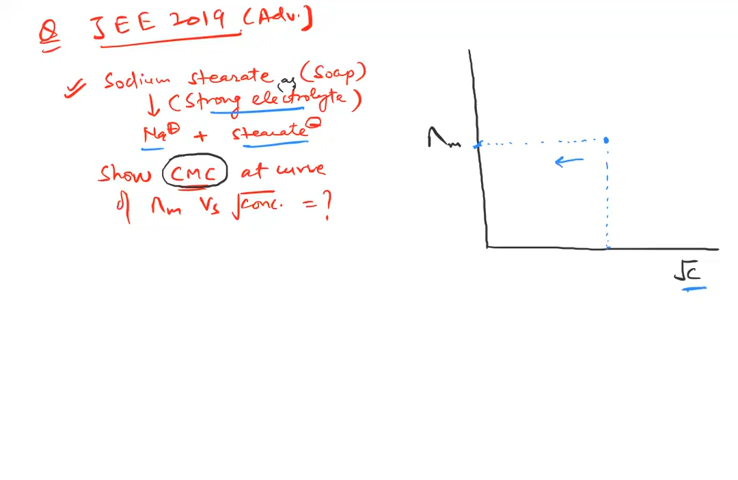 Q JEE 2019 (Adv.]
Sodium stearate as (Soap)
↓ (Strong electrolyte)
Na⊕ + stearate⊖
Show CMC at curve
of Λm Vs √conc. = ?
Λm
√c